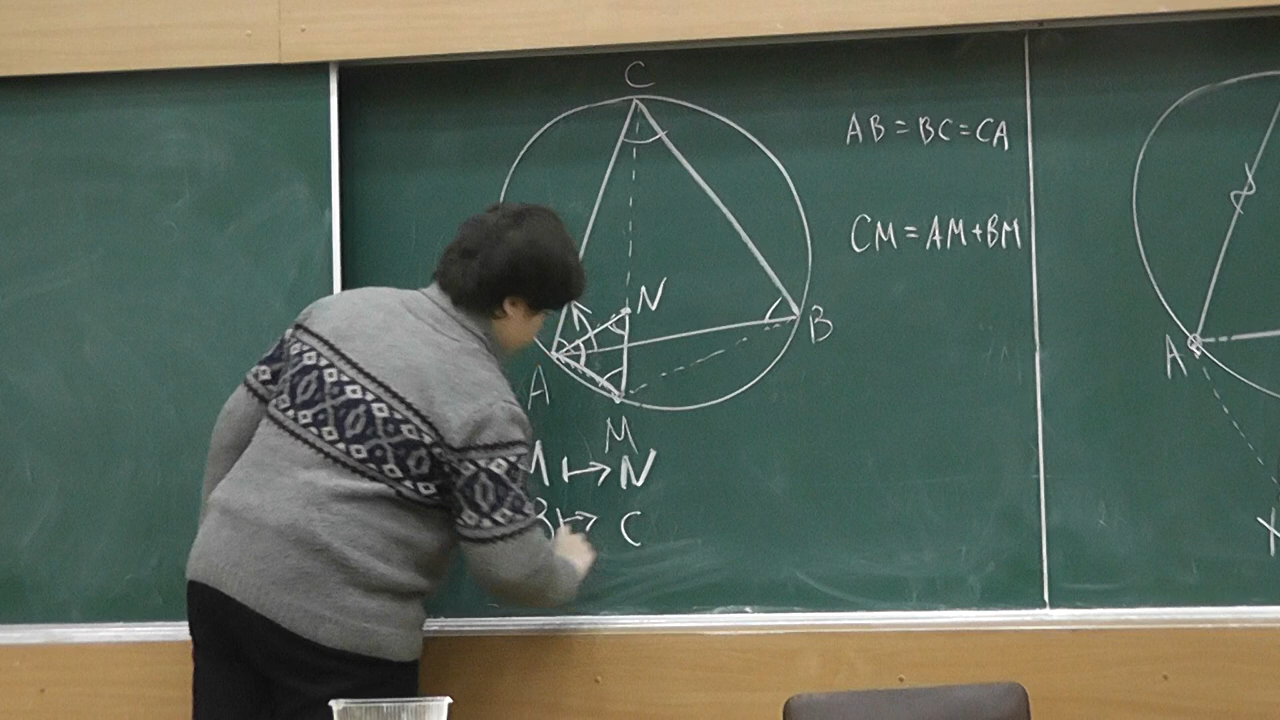 C
AB = BC = CA
CM = AM + BM
N
B
A
A
M
M ↦ N
B ↦ C